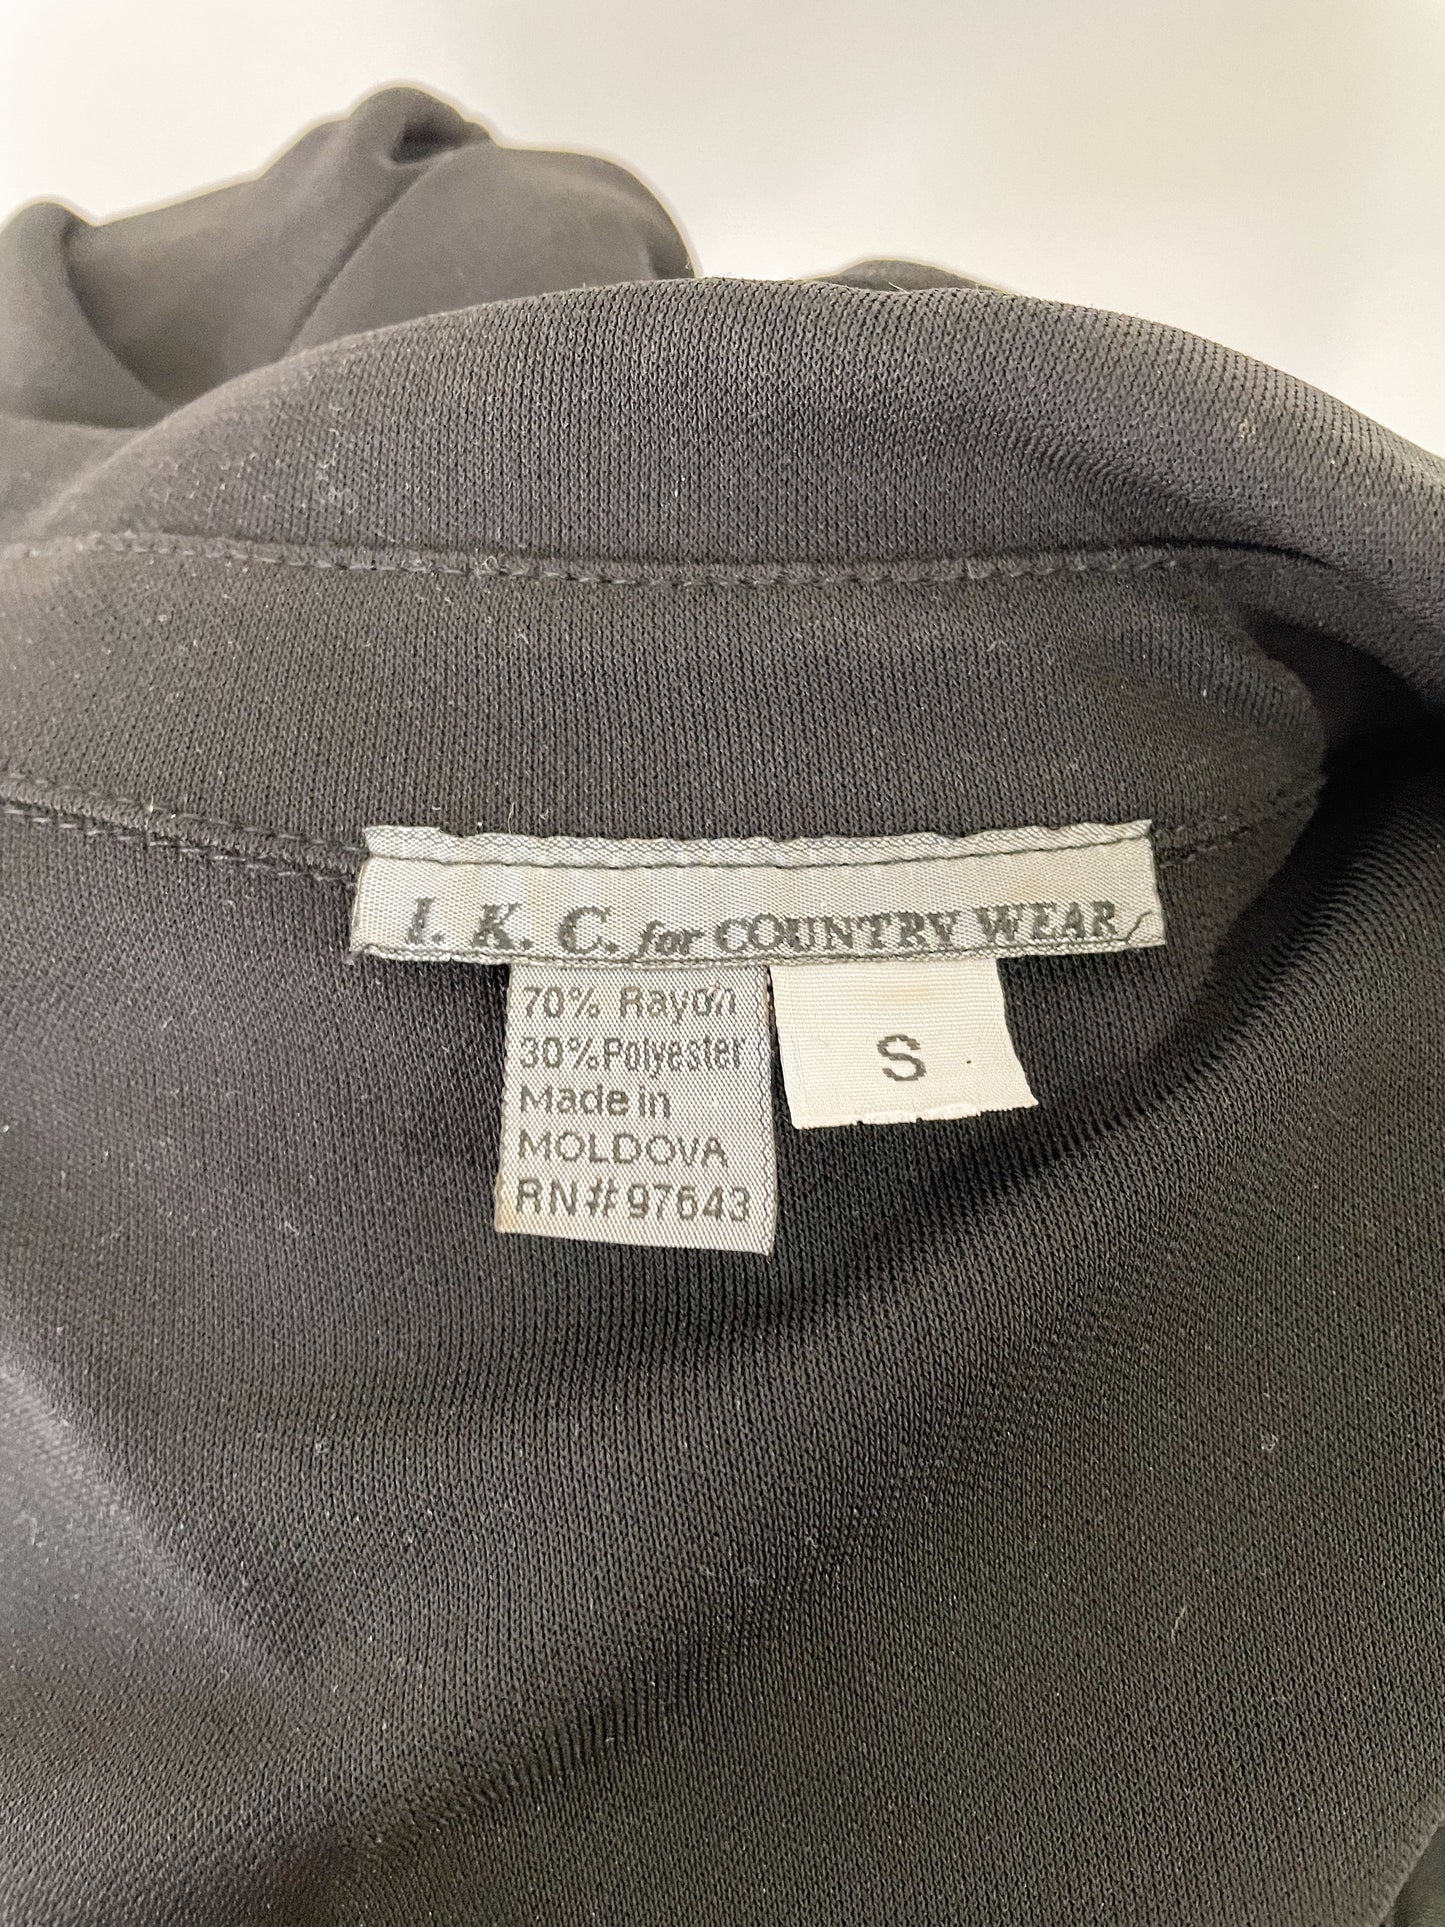 I. K. C. for COUNTRY WEAR
70% Rayon
30% Polyester
Made in
MOLDOVA
RN# 97643
S